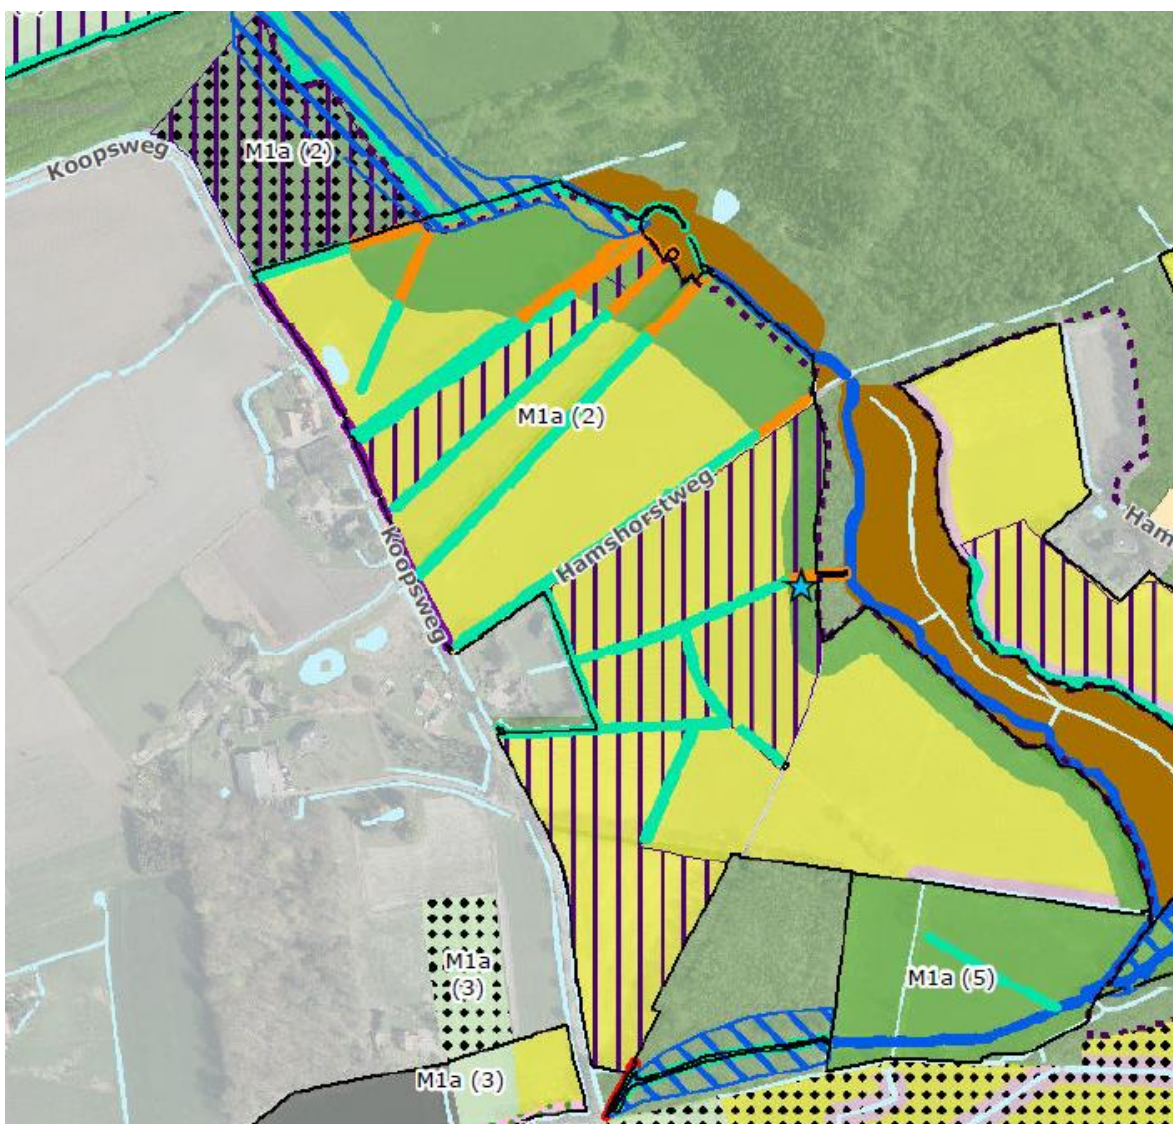 Koopsweg
M1a (2)
M1a (2)
Hamshorstweg
Koopsweg
Ham
M1a
(3)
M1a (5)
M1a (3)